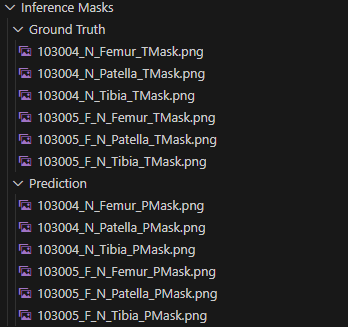 Inference Masks
Ground Truth
103004_N_Femur_TMask.png
103004_N_Patella_TMask.png
103004_N_Tibia_TMask.png
103005_F_N_Femur_TMask.png
103005_F_N_Patella_TMask.png
103005_F_N_Tibia_TMask.png
Prediction
103004_N_Femur_PMask.png
103004_N_Patella_PMask.png
103004_N_Tibia_PMask.png
103005_F_N_Femur_PMask.png
103005_F_N_Patella_PMask.png
103005_F_N_Tibia_PMask.png